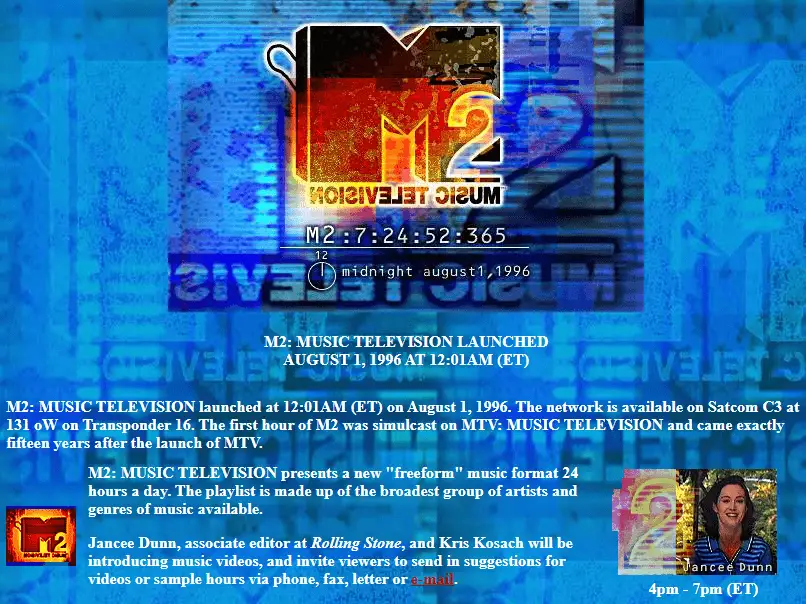 M2
MUSIC TELEVISION
M2:7:24:52:365
12
midnight august1,1996
MUSIC TELEVIS
M2: MUSIC TELEVISION LAUNCHED
AUGUST 1, 1996 AT 12:01AM (ET)
M2: MUSIC TELEVISION launched at 12:01AM (ET) on August 1, 1996. The network is available on Satcom C3 at
131 oW on Transponder 16. The first hour of M2 was simulcast on MTV: MUSIC TELEVISION and came exactly
fifteen years after the launch of MTV.
M2: MUSIC TELEVISION presents a new "freeform" music format 24
hours a day. The playlist is made up of the broadest group of artists and
genres of music available.
M2
MUSIC TELEVISION
Jancee Dunn, associate editor at Rolling Stone, and Kris Kosach will be
introducing music videos, and invite viewers to send in suggestions for
videos or sample hours via phone, fax, letter or e-mail.
2
Jancee Dunn
4pm - 7pm (ET)